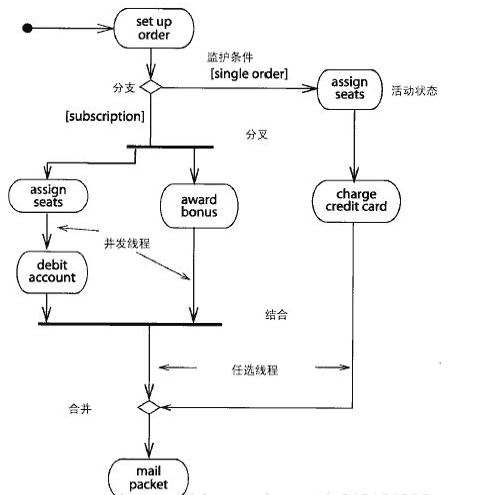 set up
order
监护条件
[single order]
分支
assign
seats
活动状态
[subscription]
分叉
assign
seats
award
bonus
charge
credit card
并发线程
debit
account
结合
任选线程
合并
mail
packet